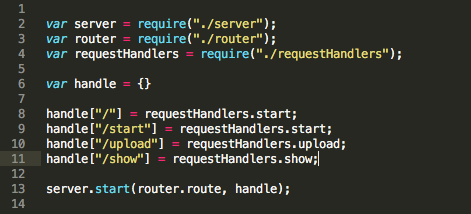 1
2 var server = require("./server");
3 var router = require("./router");
4 var requestHandlers = require("./requestHandlers");
5
6 var handle = {}
7
8 handle["/"] = requestHandlers.start;
9 handle["/start"] = requestHandlers.start;
10 handle["/upload"] = requestHandlers.upload;
11 handle["/show"] = requestHandlers.show;
12
13 server.start(router.route, handle);
14